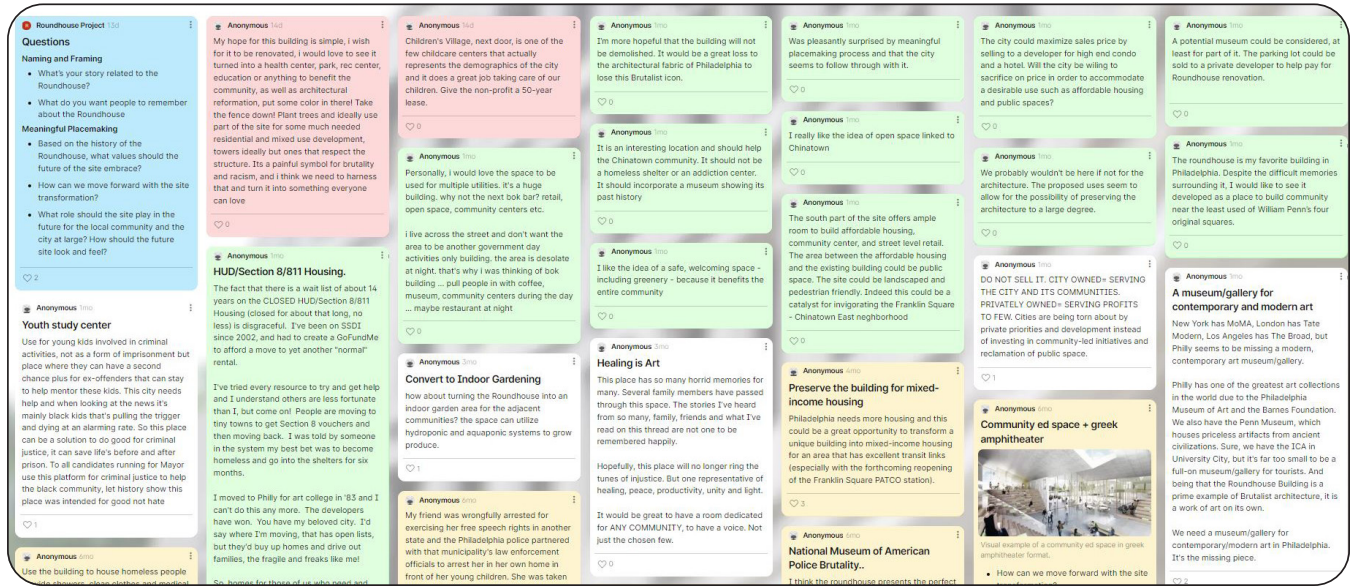 Roundhouse Project 13d
Questions
Naming and Framing
• What's your story related to the
Roundhouse?
• What do you want people to remember
about the Roundhouse
Meaningful Placemaking
• Based on the history of the
Roundhouse, what values should the
future of the site embrace?
• How can we move forward with the site
transformation?
• What role should the site play in the
future for the local community and the
city at large? How should the future
site look and feel?
2
Anonymous 1mo
Youth study center
Use for young kids involved in criminal
activities, not as a form of imprisonment but
place where they can have a second
chance plus for ex-offenders that can stay
to help mentor these kids. This city needs
help and when looking at the news it's
mainly black kids that's pulling the trigger
and dying at an alarming rate. So this place
can be a solution to do good for criminal
justice, it can save life's before and after
prison. To all candidates running for Mayor
use this platform for criminal justice to help
the black community, let history show this
place was intended for good not hate
1
Anonymous 6mo
Use the building to house homeless people
Anonymous 14d
My hope for this building is simple, i wish
for it to be renovated, i would love to see it
turned into a health center, park, rec center,
education or anything to benefit the
community, as well as architectural
reformation, put some color in there! Take
the fence down! Plant trees and ideally use
part of the site for some much needed
residential and mixed use development,
towers ideally but ones that respect the
structure. Its a painful symbol for brutality
and racism, and i think we need to harness
that and turn it into something everyone
can love
0
Anonymous 1mo
HUD/Section 8/811 Housing.
The fact that there is a wait list of about 14
years on the CLOSED HUD/Section 8/811
Housing (closed for about that long, no
less) is disgraceful. I've been on SSDI
since 2002, and had to create a GoFundMe
to afford a move to yet another "normal"
rental.
I've tried every resource to try and get help
and I understand others are less fortunate
than I, but come on! People are moving to
tiny towns to get Section 8 vouchers and
then moving back. I was told by someone
in the system my best bet was to become
homeless and go into the shelters for six
months.
I moved to Philly for art college in '83 and I
can't do this any more. The developers
have won. You have my beloved city. I'd
say where I'm moving, that has open lists,
but they'd buy up homes and drive out
families, the fragile and freaks like me!
So, homes for those of us who need and
Anonymous 14d
Children's Village, next door, is one of the
few childcare centers that actually
represents the demographics of the city
and it does a great job taking care of our
children. Give the non-profit a 50-year
lease.
0
Anonymous 1mo
Personally, i would love the space to be
used for multiple utilities. it's a huge
building. why not the next bok bar? retail,
open space, community centers etc.
i live across the street and don't want the
area to be another government day
activities only building. the area is desolate
at night. that's why i was thinking of bok
building ... pull people in with coffee,
museum, community centers during the day
... maybe restaurant at night
0
Anonymous 3mo
Convert to Indoor Gardening
how about turning the Roundhouse into an
indoor garden area for the adjacent
communities? the space can utilize
hydroponic and aquaponic systems to grow
produce.
1
Anonymous 6mo
My friend was wrongfully arrested for
exercising her free speech rights in another
state and the Philadelphia police partnered
with that municipality's law enforcement
officials to arrest her in her own home in
front of her young children. She was taken
Anonymous 1mo
I'm more hopeful that the building will not
be demolished. It would be a great loss to
the architectural fabric of Philadelphia to
lose this Brutalist icon.
0
Anonymous 1mo
It is an interesting location and should help
the Chinatown community. It should not be
a homeless shelter or an addiction center.
It should incorporate a museum showing its
past history
0
Anonymous 1mo
I like the idea of a safe, welcoming space -
including greenery - because it benefits the
entire community
0
Anonymous 3mo
Healing is Art
This place has so many horrid memories for
many. Several family members have passed
through this space. The stories I've heard
from so many, family, friends and what I've
read on this thread are not one to be
remembered happily.
Hopefully, this place will no longer ring the
tunes of injustice. But one representative of
healing, peace, productivity, unity and light.
It would be great to have a room dedicated
for ANY COMMUNITY, to have a voice. Not
just the chosen few.
0
Anonymous 1mo
Was pleasantly surprised by meaningful
placemaking process and that the city
seems to follow through with it.
0
Anonymous 1mo
I really like the idea of open space linked to
Chinatown
0
Anonymous 1mo
The south part of the site offers ample
room to build affordable housing,
community center, and street level retail.
The area between the affordable housing
and the existing building could be public
space. The site could be landscaped and
pedestrian friendly. Indeed this could be a
catalyst for invigorating the Franklin Square
- Chinatown East neghborhood
0
Anonymous 4mo
Preserve the building for mixed-
income housing
Philadelphia needs more housing and this
could be a great opportunity to transform a
unique building into mixed-income housing
for an area that has excellent transit links
(especially with the forthcoming reopening
of the Franklin Square PATCO station).
3
Anonymous 5mo
National Museum of American
Police Brutality..
I think the roundhouse presents the perfect
Anonymous 1mo
The city could maximize sales price by
selling to a developer for high end condo
and a hotel. Will the city be wiling to
sacrifice on price in order to accommodate
a desirable use such as affordable housing
and public spaces?
0
Anonymous 1mo
We probably wouldn't be here if not for the
architecture. The proposed uses seem to
allow for the possibility of preserving the
architecture to a large degree.
0
Anonymous 1mo
DO NOT SELL IT. CITY OWNED= SERVING
THE CITY AND ITS COMMUNITIES.
PRIVATELY OWNED= SERVING PROFITS
TO FEW. Cities are being torn about by
private priorities and development instead
of investing in community-led initiatives and
reclamation of public space.
1
Anonymous 6mo
Community ed space + greek
amphitheater
Visual example of a community ed space in greek
amphitheater format.
• How can we move forward with the site
Anonymous 1mo
A potential museum could be considered, at
least for part of it. The parking lot could be
sold to a private developer to help pay for
Roundhouse renovation.
0
Anonymous 1mo
The roundhouse is my favorite building in
Philadelphia. Despite the difficult memories
surrounding it, I would like to see it
developed as a place to build community
near the least used of William Penn's four
original squares.
0
Anonymous 1mo
A museum/gallery for
contemporary and modern art
New York has MoMA, London has Tate
Modern, Los Angeles has The Broad, but
Philly seems to be missing a modern,
contemporary art museum/gallery.
Philly has one of the greatest art collections
in the world due to the Philadelphia
Museum of Art and the Barnes Foundation.
We also have the Penn Museum, which
houses priceless artifacts from ancient
civilizations. Sure, we have the ICA in
University City, but it's far too small to be a
full-on museum/gallery for tourists. And
being that the Roundhouse Building is a
prime example of Brutalist architecture, it is
a work of art on its own.
We need a museum/gallery for
contemporary/modern art in Philadelphia.
It's the missing piece.
2